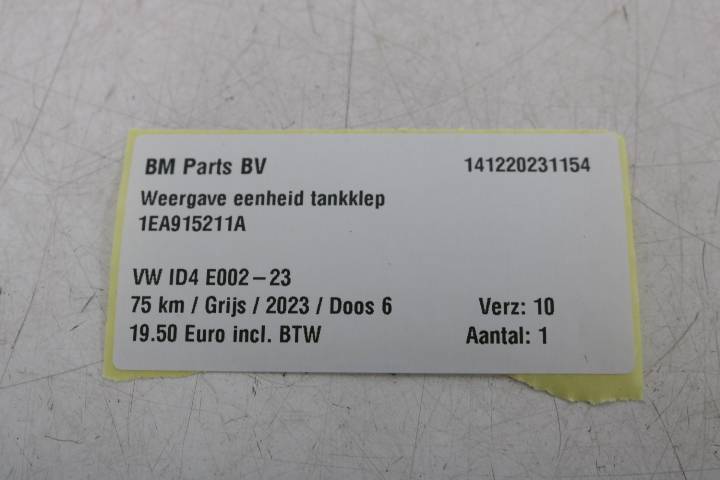 BM Parts BV 141220231154
Weergave eenheid tankklep
1EA915211A
VW ID4 E002-23
75 km / Grijs / 2023 / Doos 6 Verz: 10
19.50 Euro incl. BTW Aantal: 1